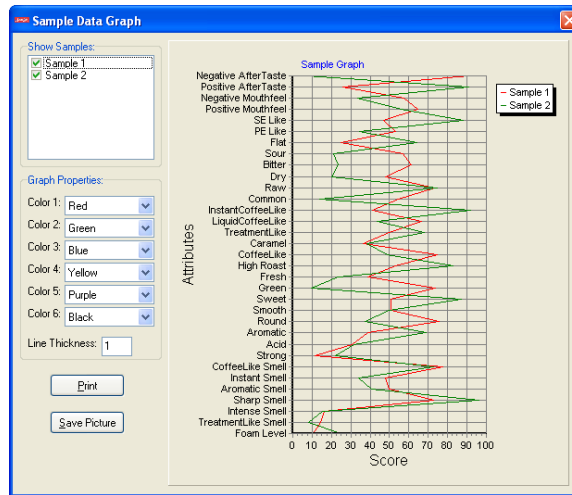 Sample Data Graph
Show Samples:
Sample 1
Sample 2
Graph Properties:
Color 1: Red
Color 2: Green
Color 3: Blue
Color 4: Yellow
Color 5: Purple
Color 6: Black
Line Thickness: 1
Print
Save Picture
Sample Graph
Attributes
Negative AfterTaste
Positive AfterTaste
Negative Mouthfeel
Positive Mouthfeel
SE Like
PE Like
Flat
Sour
Bitter
Dry
Raw
Common
InstantCoffeeLike
LiquidCoffeeLike
TreatmentLike
Caramel
CoffeeLike
High Roast
Fresh
Green
Sweet
Smooth
Round
Aromatic
Acid
Strong
CoffeeLike Smell
Instant Smell
Aromatic Smell
Sharp Smell
Intense Smell
TreatmentLike Smell
Foam Level
0 10 20 30 40 50 60 70 80 90 100
Score
Sample 1
Sample 2